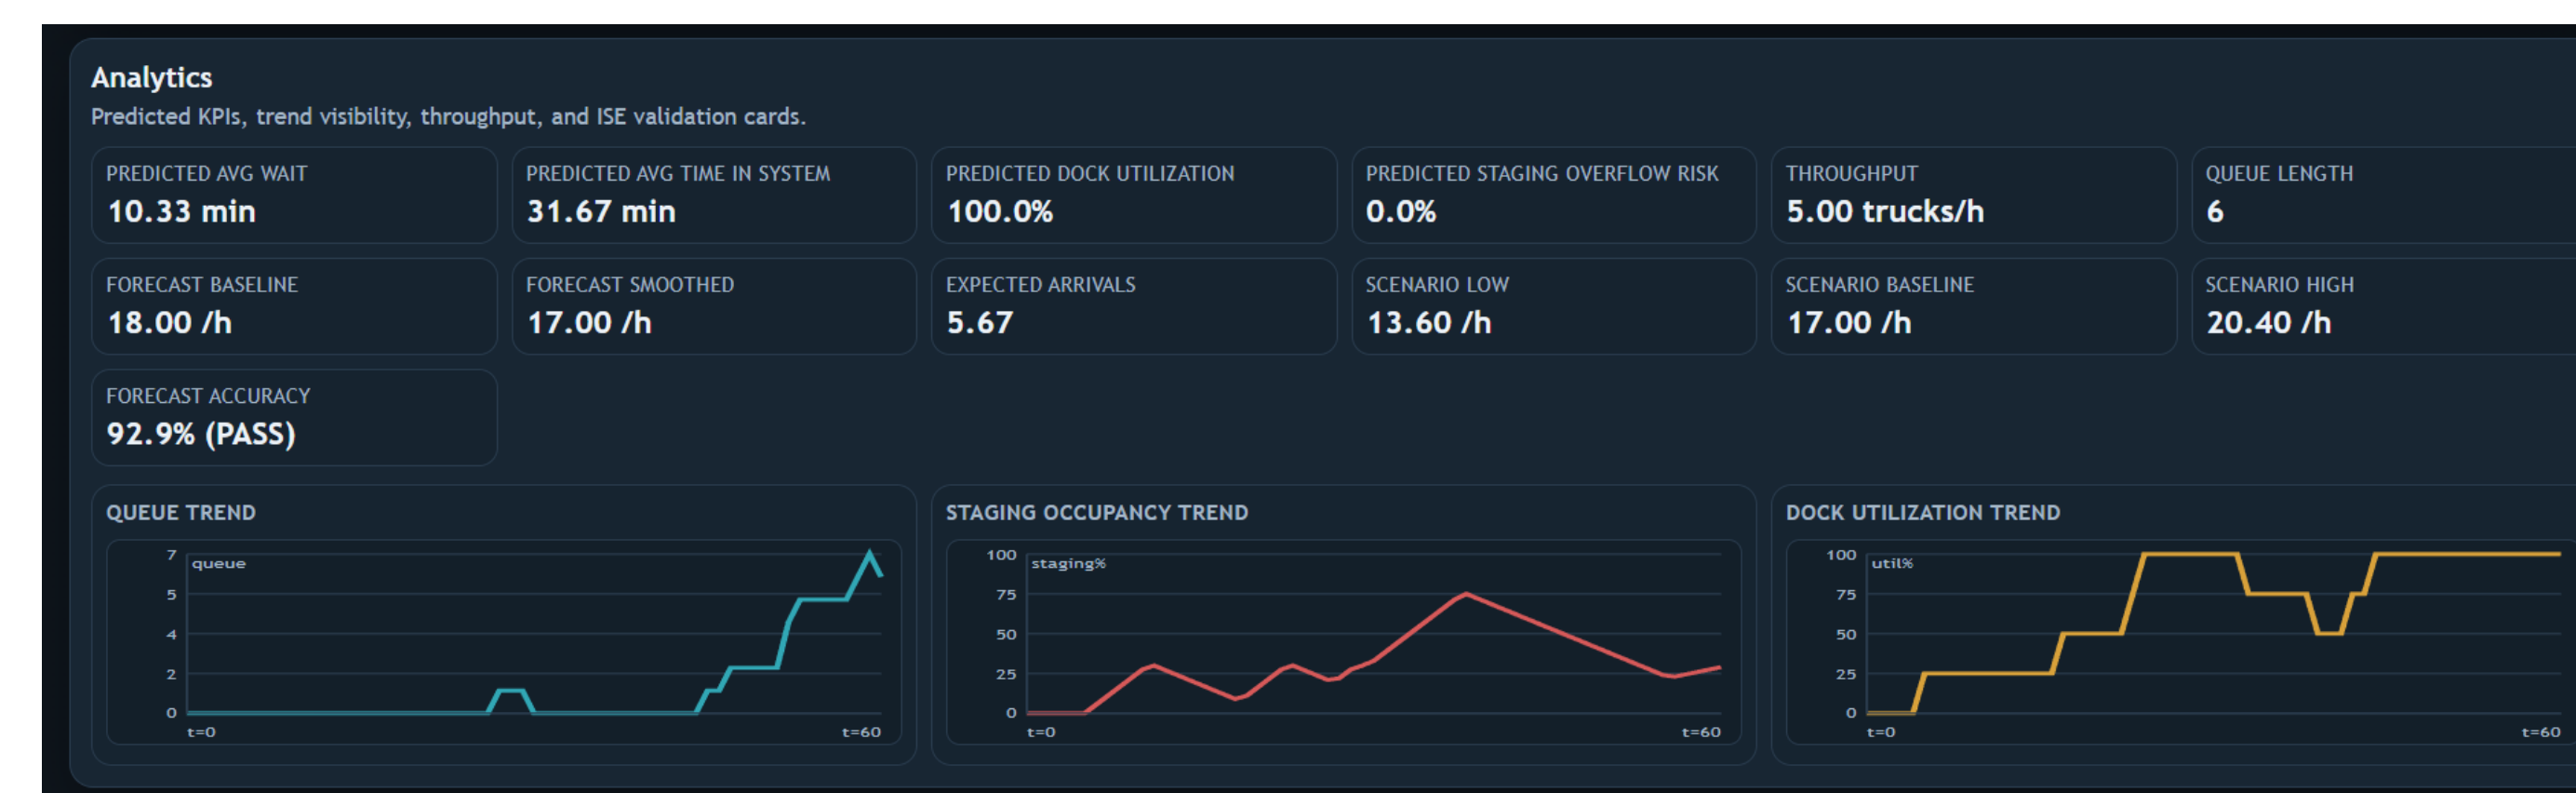 Analytics
Predicted KPIs, trend visibility, throughput, and ISE validation cards.
PREDICTED AVG WAIT
10.33 min
PREDICTED AVG TIME IN SYSTEM
31.67 min
PREDICTED DOCK UTILIZATION
100.0%
PREDICTED STAGING OVERFLOW RISK
0.0%
THROUGHPUT
5.00 trucks/h
QUEUE LENGTH
6
FORECAST BASELINE
18.00 /h
FORECAST SMOOTHED
17.00 /h
EXPECTED ARRIVALS
5.67
SCENARIO LOW
13.60 /h
SCENARIO BASELINE
17.00 /h
SCENARIO HIGH
20.40 /h
FORECAST ACCURACY
92.9% (PASS)
QUEUE TREND
7
queue
5
4
2
0
t=0
t=60
STAGING OCCUPANCY TREND
100
staging%
75
50
25
0
t=0
t=60
DOCK UTILIZATION TREND
100
util%
75
50
25
0
t=0
t=60